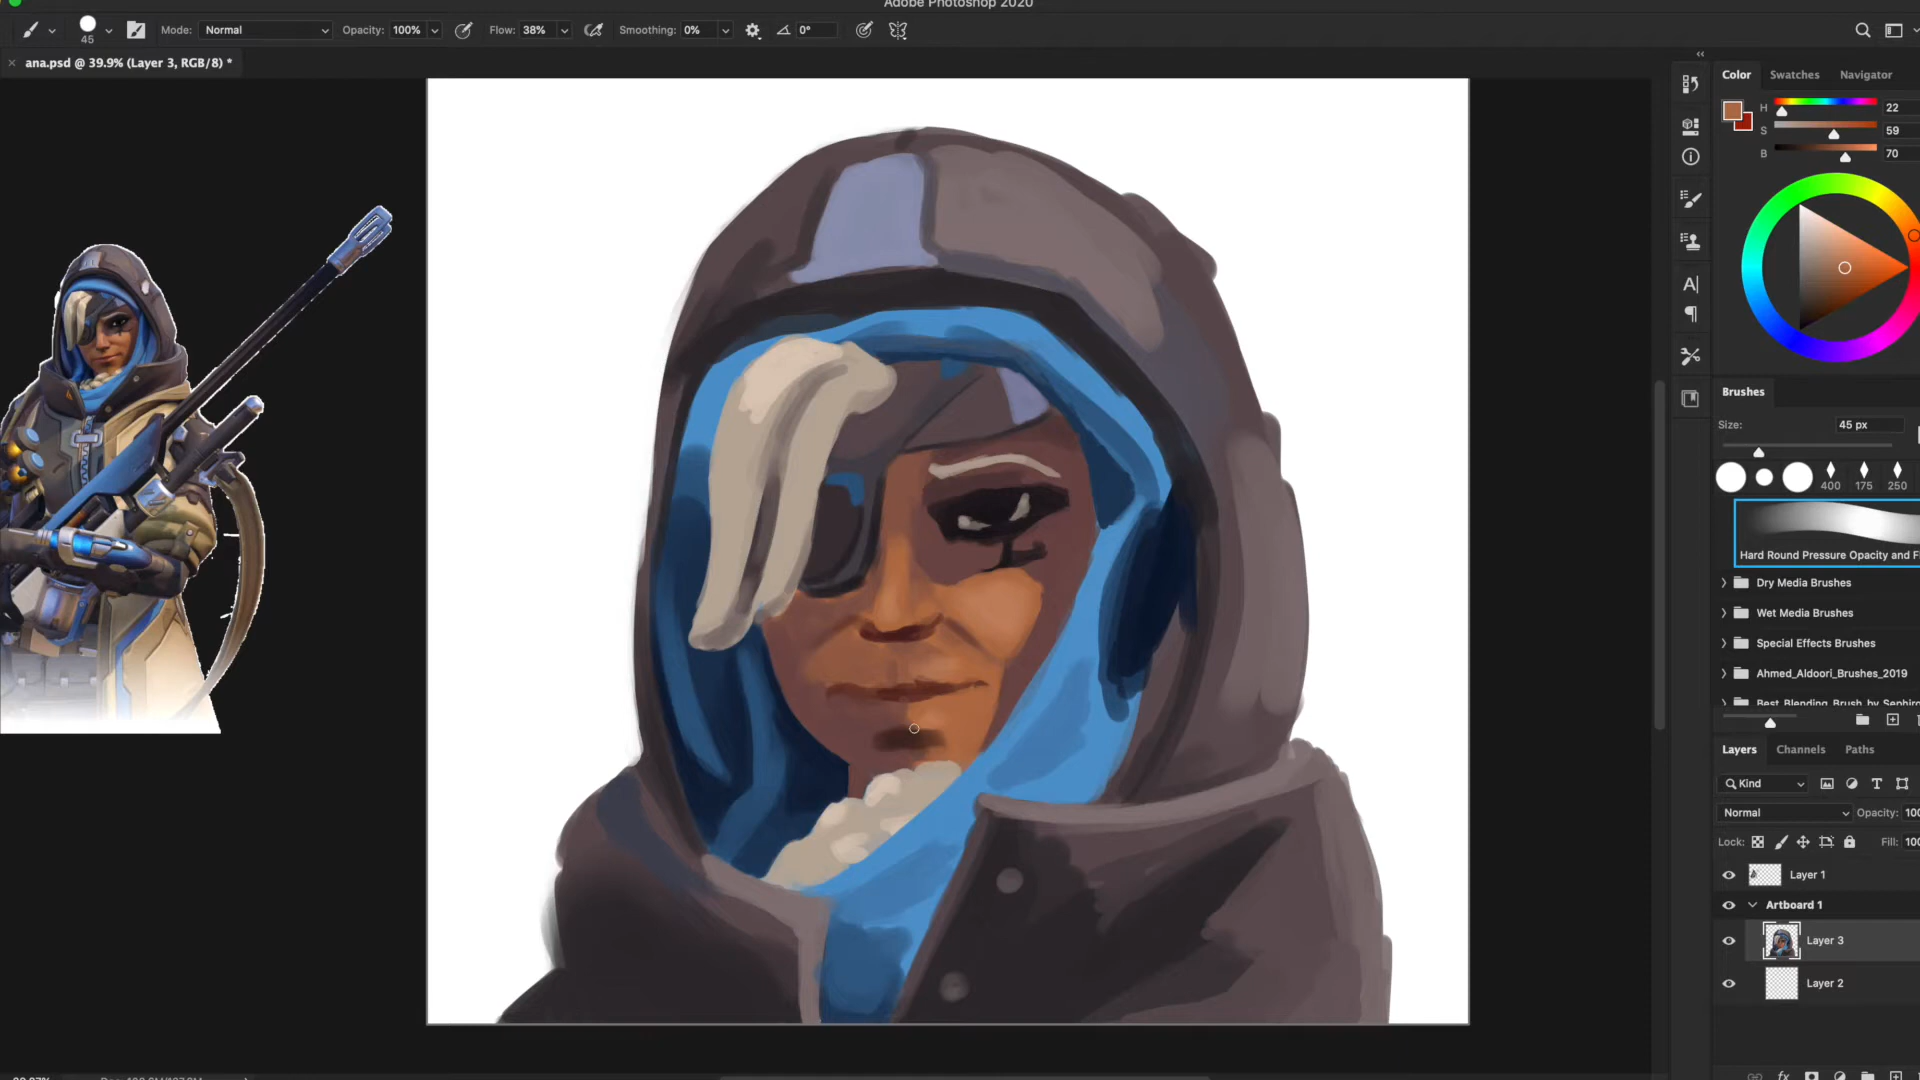 Adobe Photoshop 2020
45
Mode: Normal
Opacity: 100%
Flow: 38%
Smoothing: 0%
0°
× ana.psd @ 39.9% (Layer 3, RGB/8) *
Color Swatches Navigator
H 22
S 59
B 70
Brushes
Size: 45 px
400 175 250
Hard Round Pressure Opacity and
Dry Media Brushes
Wet Media Brushes
Special Effects Brushes
Ahmed_Aldoori_Brushes_2019
Layers Channels Paths
Kind
Normal Opacity: 100
Lock: Fill: 100
Layer 1
Artboard 1
Layer 3
Layer 2
fx